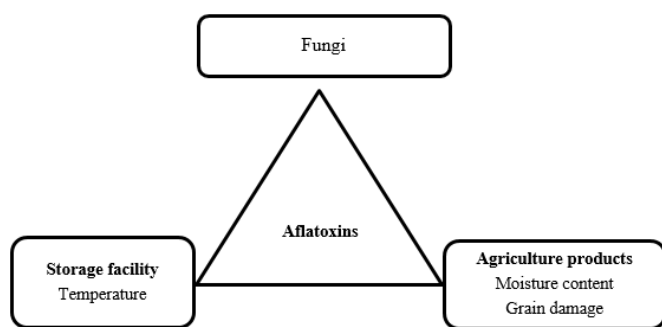 Fungi
Aflatoxins
Storage facility
Temperature
Agriculture products
Moisture content
Grain damage